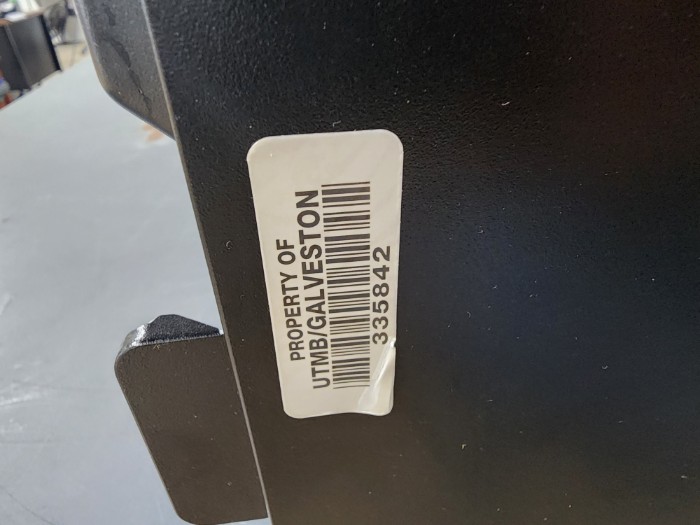 PROPERTY OF
UTMB/GALVESTON
335842